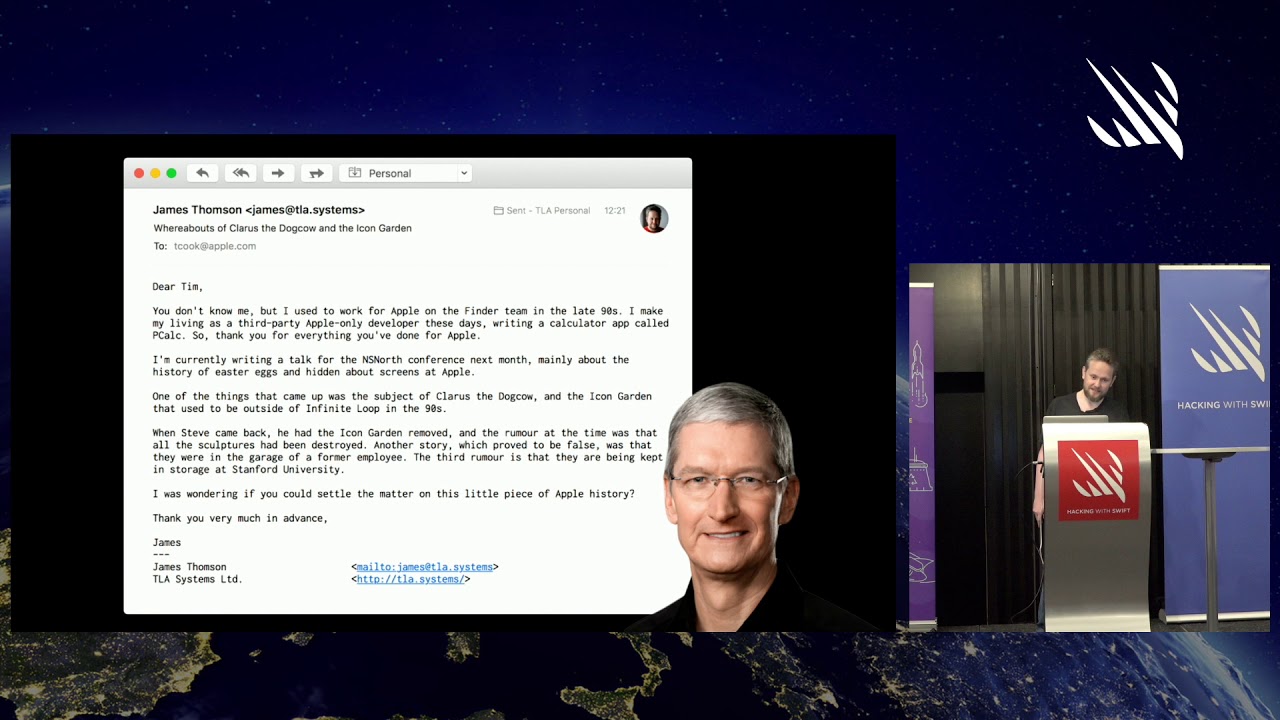 Personal
James Thomson <james@tla.systems>
Sent - TLA Personal 12:21
Whereabouts of Clarus the Dogcow and the Icon Garden
To: tcook@apple.com
Dear Tim,
You don't know me, but I used to work for Apple on the Finder team in the late 90s. I make
my living as a third-party Apple-only developer these days, writing a calculator app called
PCalc. So, thank you for everything you've done for Apple.
I'm currently writing a talk for the NSNorth conference next month, mainly about the
history of easter eggs and hidden about screens at Apple.
One of the things that came up was the subject of Clarus the Dogcow, and the Icon Garden
that used to be outside of Infinite Loop in the 90s.
When Steve came back, he had the Icon Garden removed, and the rumour at the time was that
all the sculptures had been destroyed. Another story, which proved to be false, was that
they were in the garage of a former employee. The third rumour is that they are being kept
in storage at Stanford University.
I was wondering if you could settle the matter on this little piece of Apple history?
Thank you very much in advance,
James
---
James Thomson <mailto:james@tla.systems>
TLA Systems Ltd. <http://tla.systems/>
HACKING WITH SWIFT
HACKING WITH SWIFT